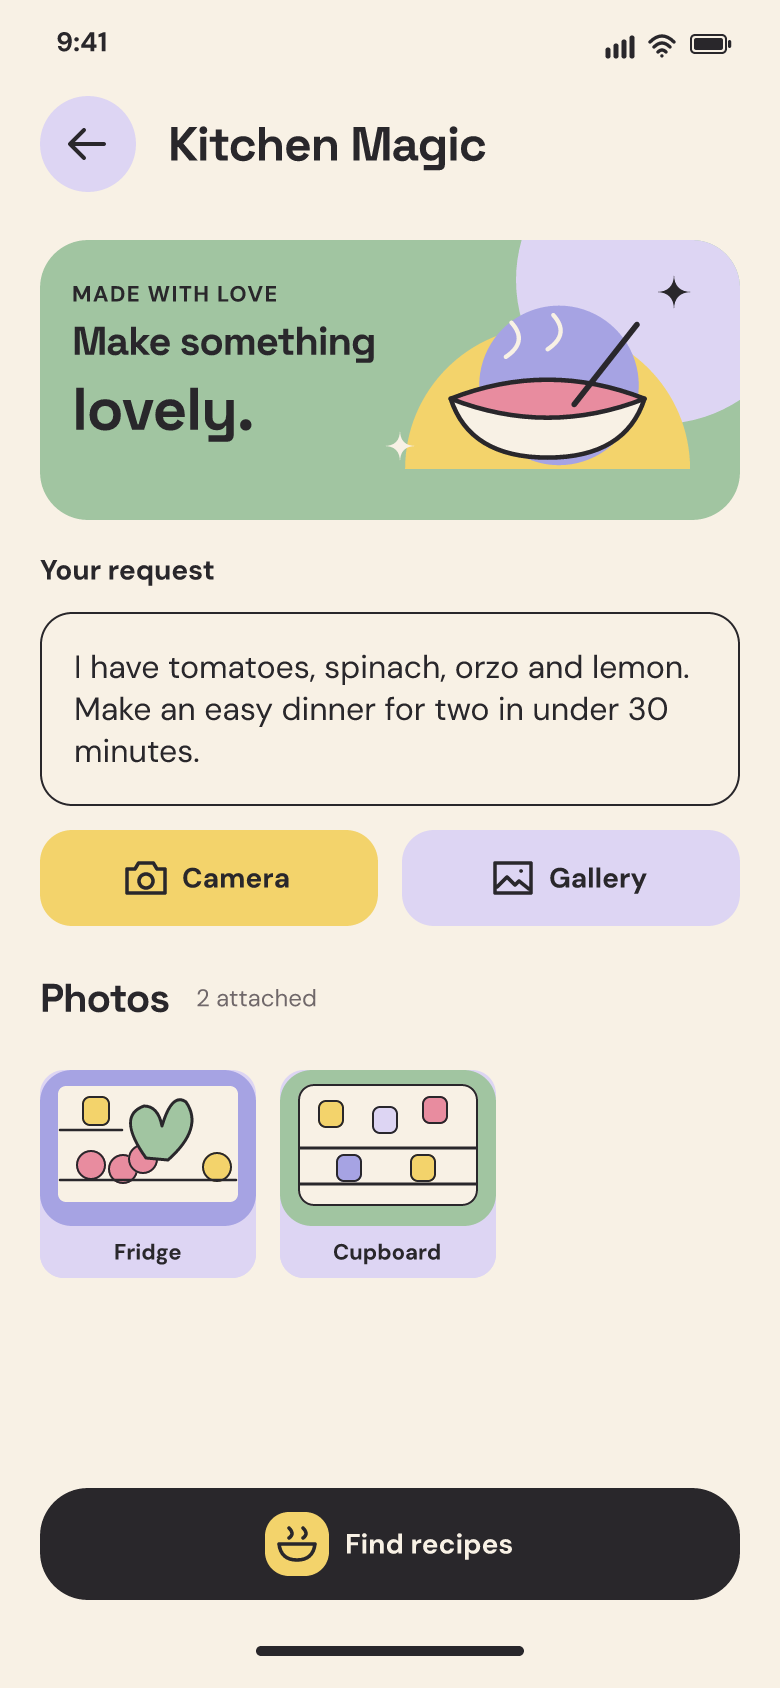 9:41
Kitchen Magic
MADE WITH LOVE
Make something
lovely.
Your request
I have tomatoes, spinach, orzo and lemon.
Make an easy dinner for two in under 30
minutes.
Camera
Gallery
Photos
2 attached
Fridge
Cupboard
Find recipes